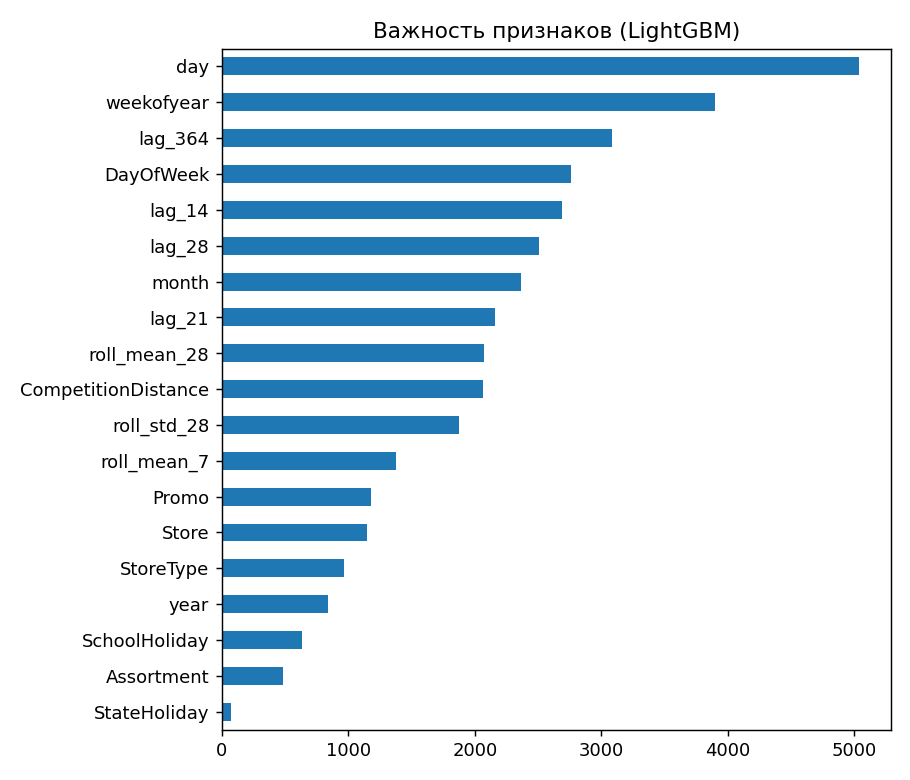 Важность признаков (LightGBM)
day
weekofyear
lag_364
DayOfWeek
lag_14
lag_28
month
lag_21
roll_mean_28
CompetitionDistance
roll_std_28
roll_mean_7
Promo
Store
StoreType
year
SchoolHoliday
Assortment
StateHoliday
0 1000 2000 3000 4000 5000